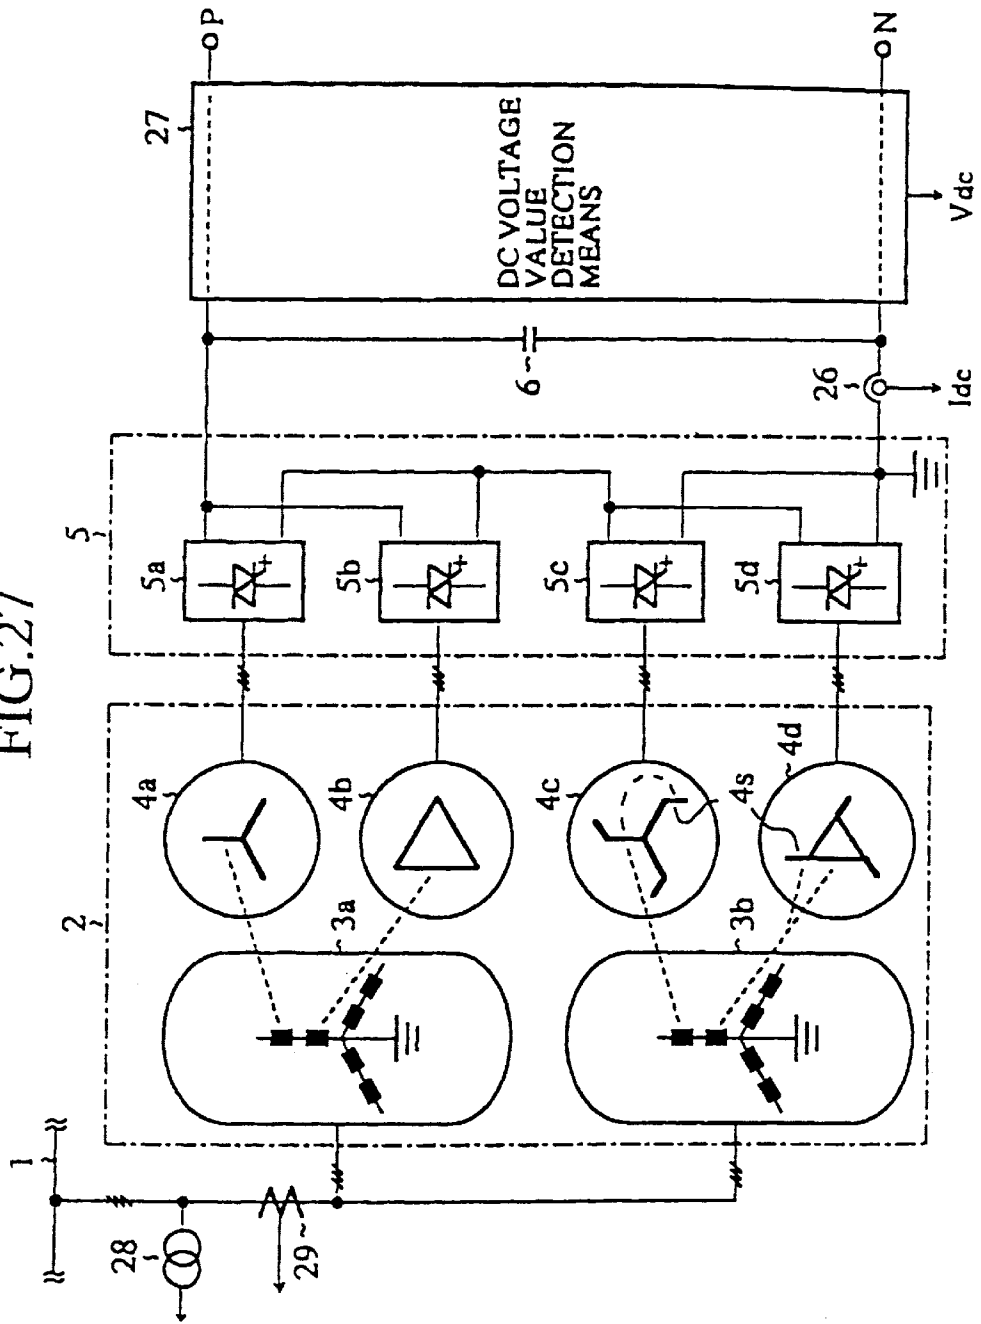 FIG.27
1
28
29
2
3a
3b
4a
4b
4c
4d
4s
5
5a
5b
5c
5d
6
26
Idc
27
DC VOLTAGE
VALUE
DETECTION
MEANS
Vdc
P
N